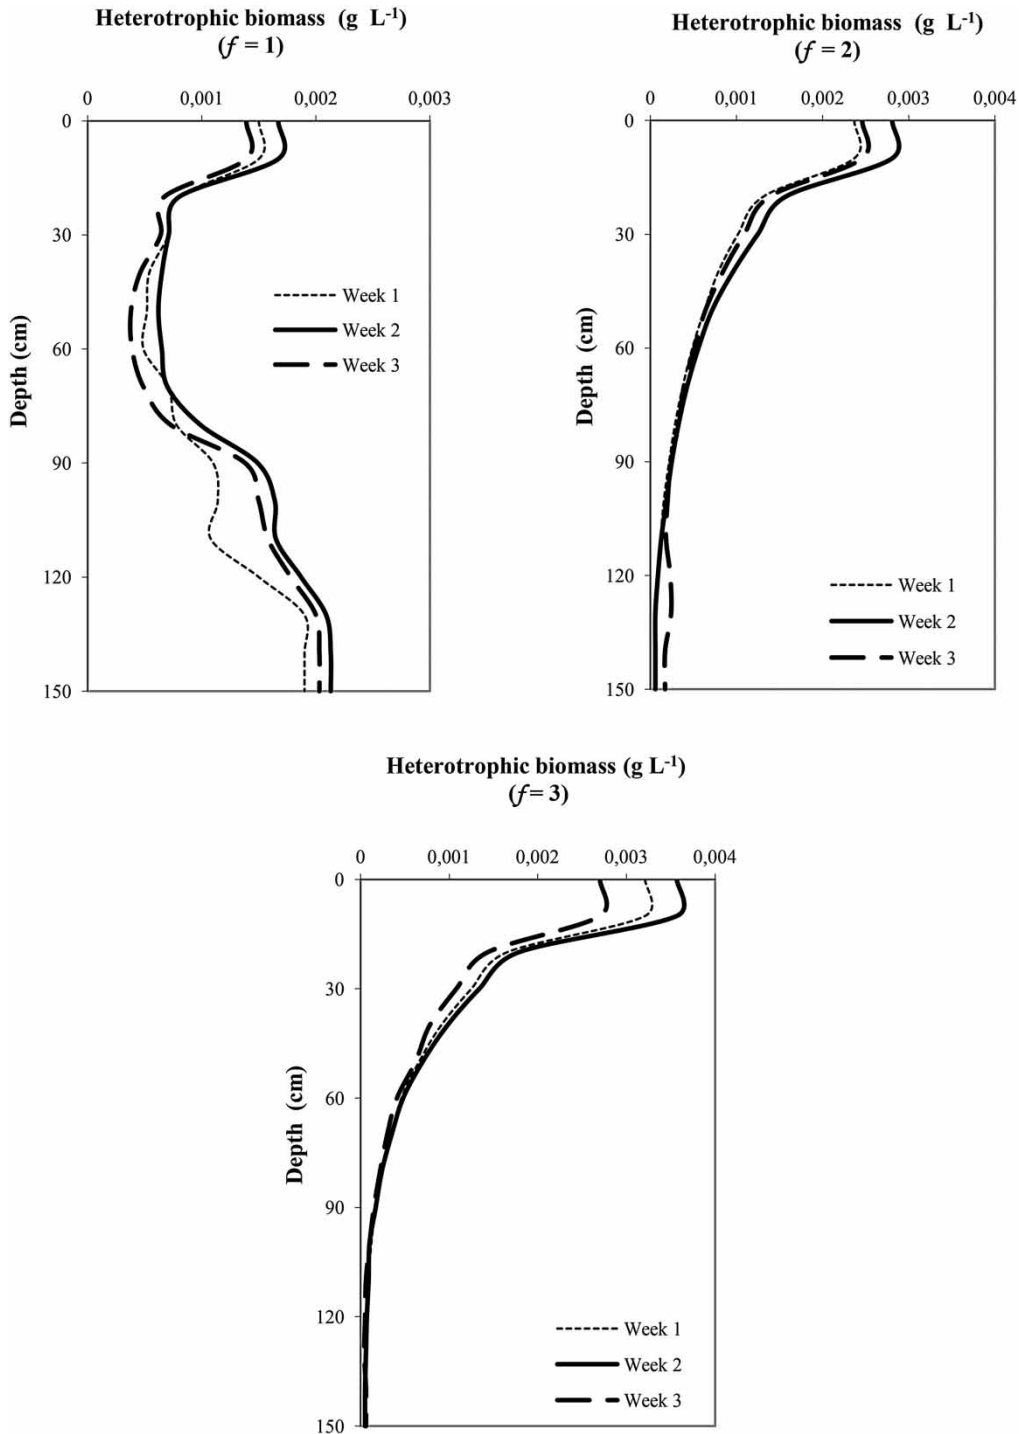 Heterotrophic biomass (g L⁻¹)
(f = 1)
0 0,001 0,002 0,003
0
30
60
90
120
150
Depth (cm)
Week 1
Week 2
Week 3
Heterotrophic biomass (g L⁻¹)
(f = 2)
0 0,001 0,002 0,003 0,004
0
30
60
90
120
150
Depth (cm)
Week 1
Week 2
Week 3
Heterotrophic biomass (g L⁻¹)
(f = 3)
0 0,001 0,002 0,003 0,004
0
30
60
90
120
150
Depth (cm)
Week 1
Week 2
Week 3